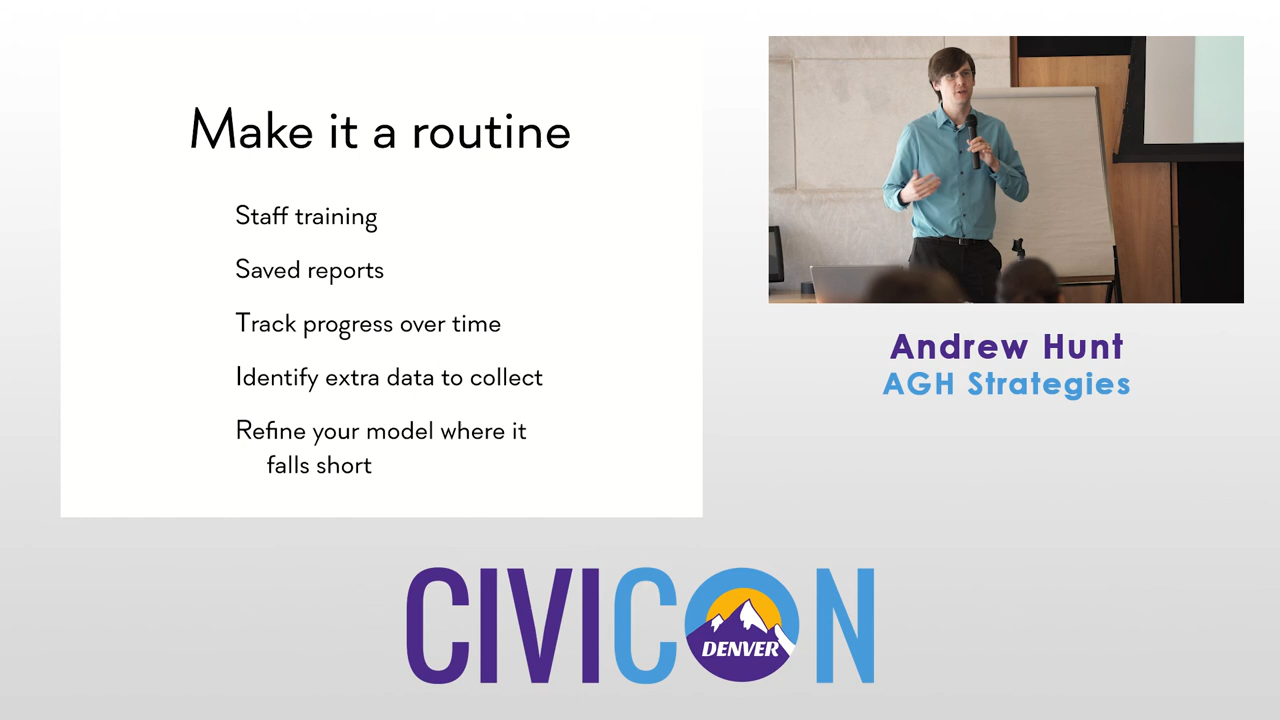 Make it a routine
Staff training
Saved reports
Track progress over time
Identify extra data to collect
Refine your model where it
falls short
Andrew Hunt
AGH Strategies
CIVICON
DENVER